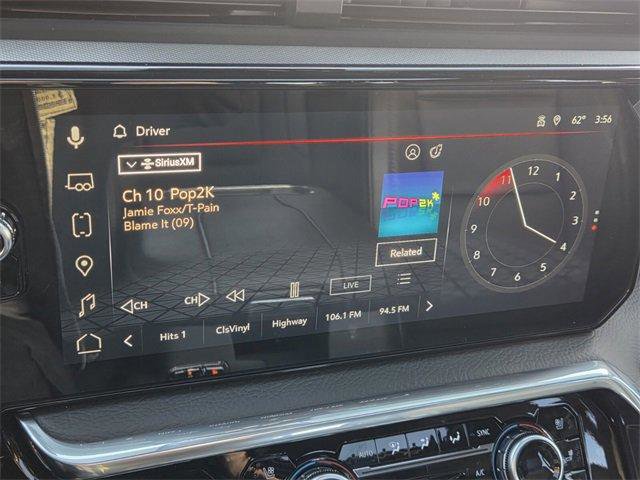 Driver
62° 3:56
SiriusXM
Ch 10 Pop2K
Jamie Foxx/T-Pain
Blame It (09)
POP2K
Related
12
1
2
3
4
5
6
7
8
9
10
11
CH
CH
LIVE
Hits 1
ClsVinyl
Highway
106.1 FM
94.5 FM
AUTO
SYNC
A/C